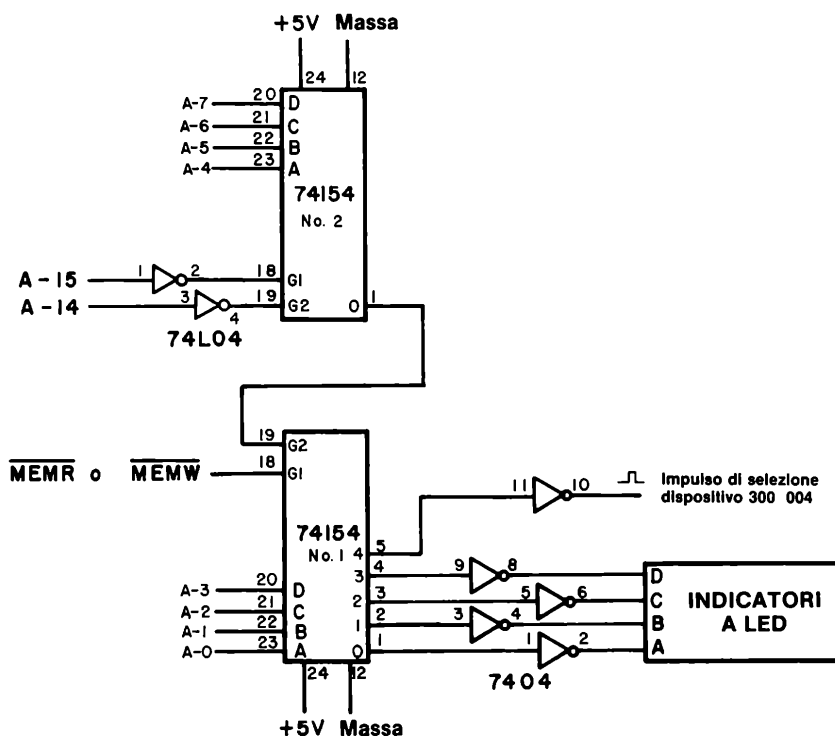 +5V Massa
24 12
A-7 20 D
A-6 21 C
A-5 22 B
A-4 23 A
74154
No. 2
A-15 1 2 18 G1
A-14 3 4 19 G2
O 1
74L04
19 G2
MEMR o MEMW 18 G1
11 10 Impulso di selezione
dispositivo 300 004
74154
No. 1
4 5
3 4 9 8 D
2 3 5 6 C
1 2 3 4 B
O 1 1 2 A
INDICATORI
A LED
A-3 20 D
A-2 21 C
A-1 22 B
A-0 23 A
24 12
7404
+5V Massa